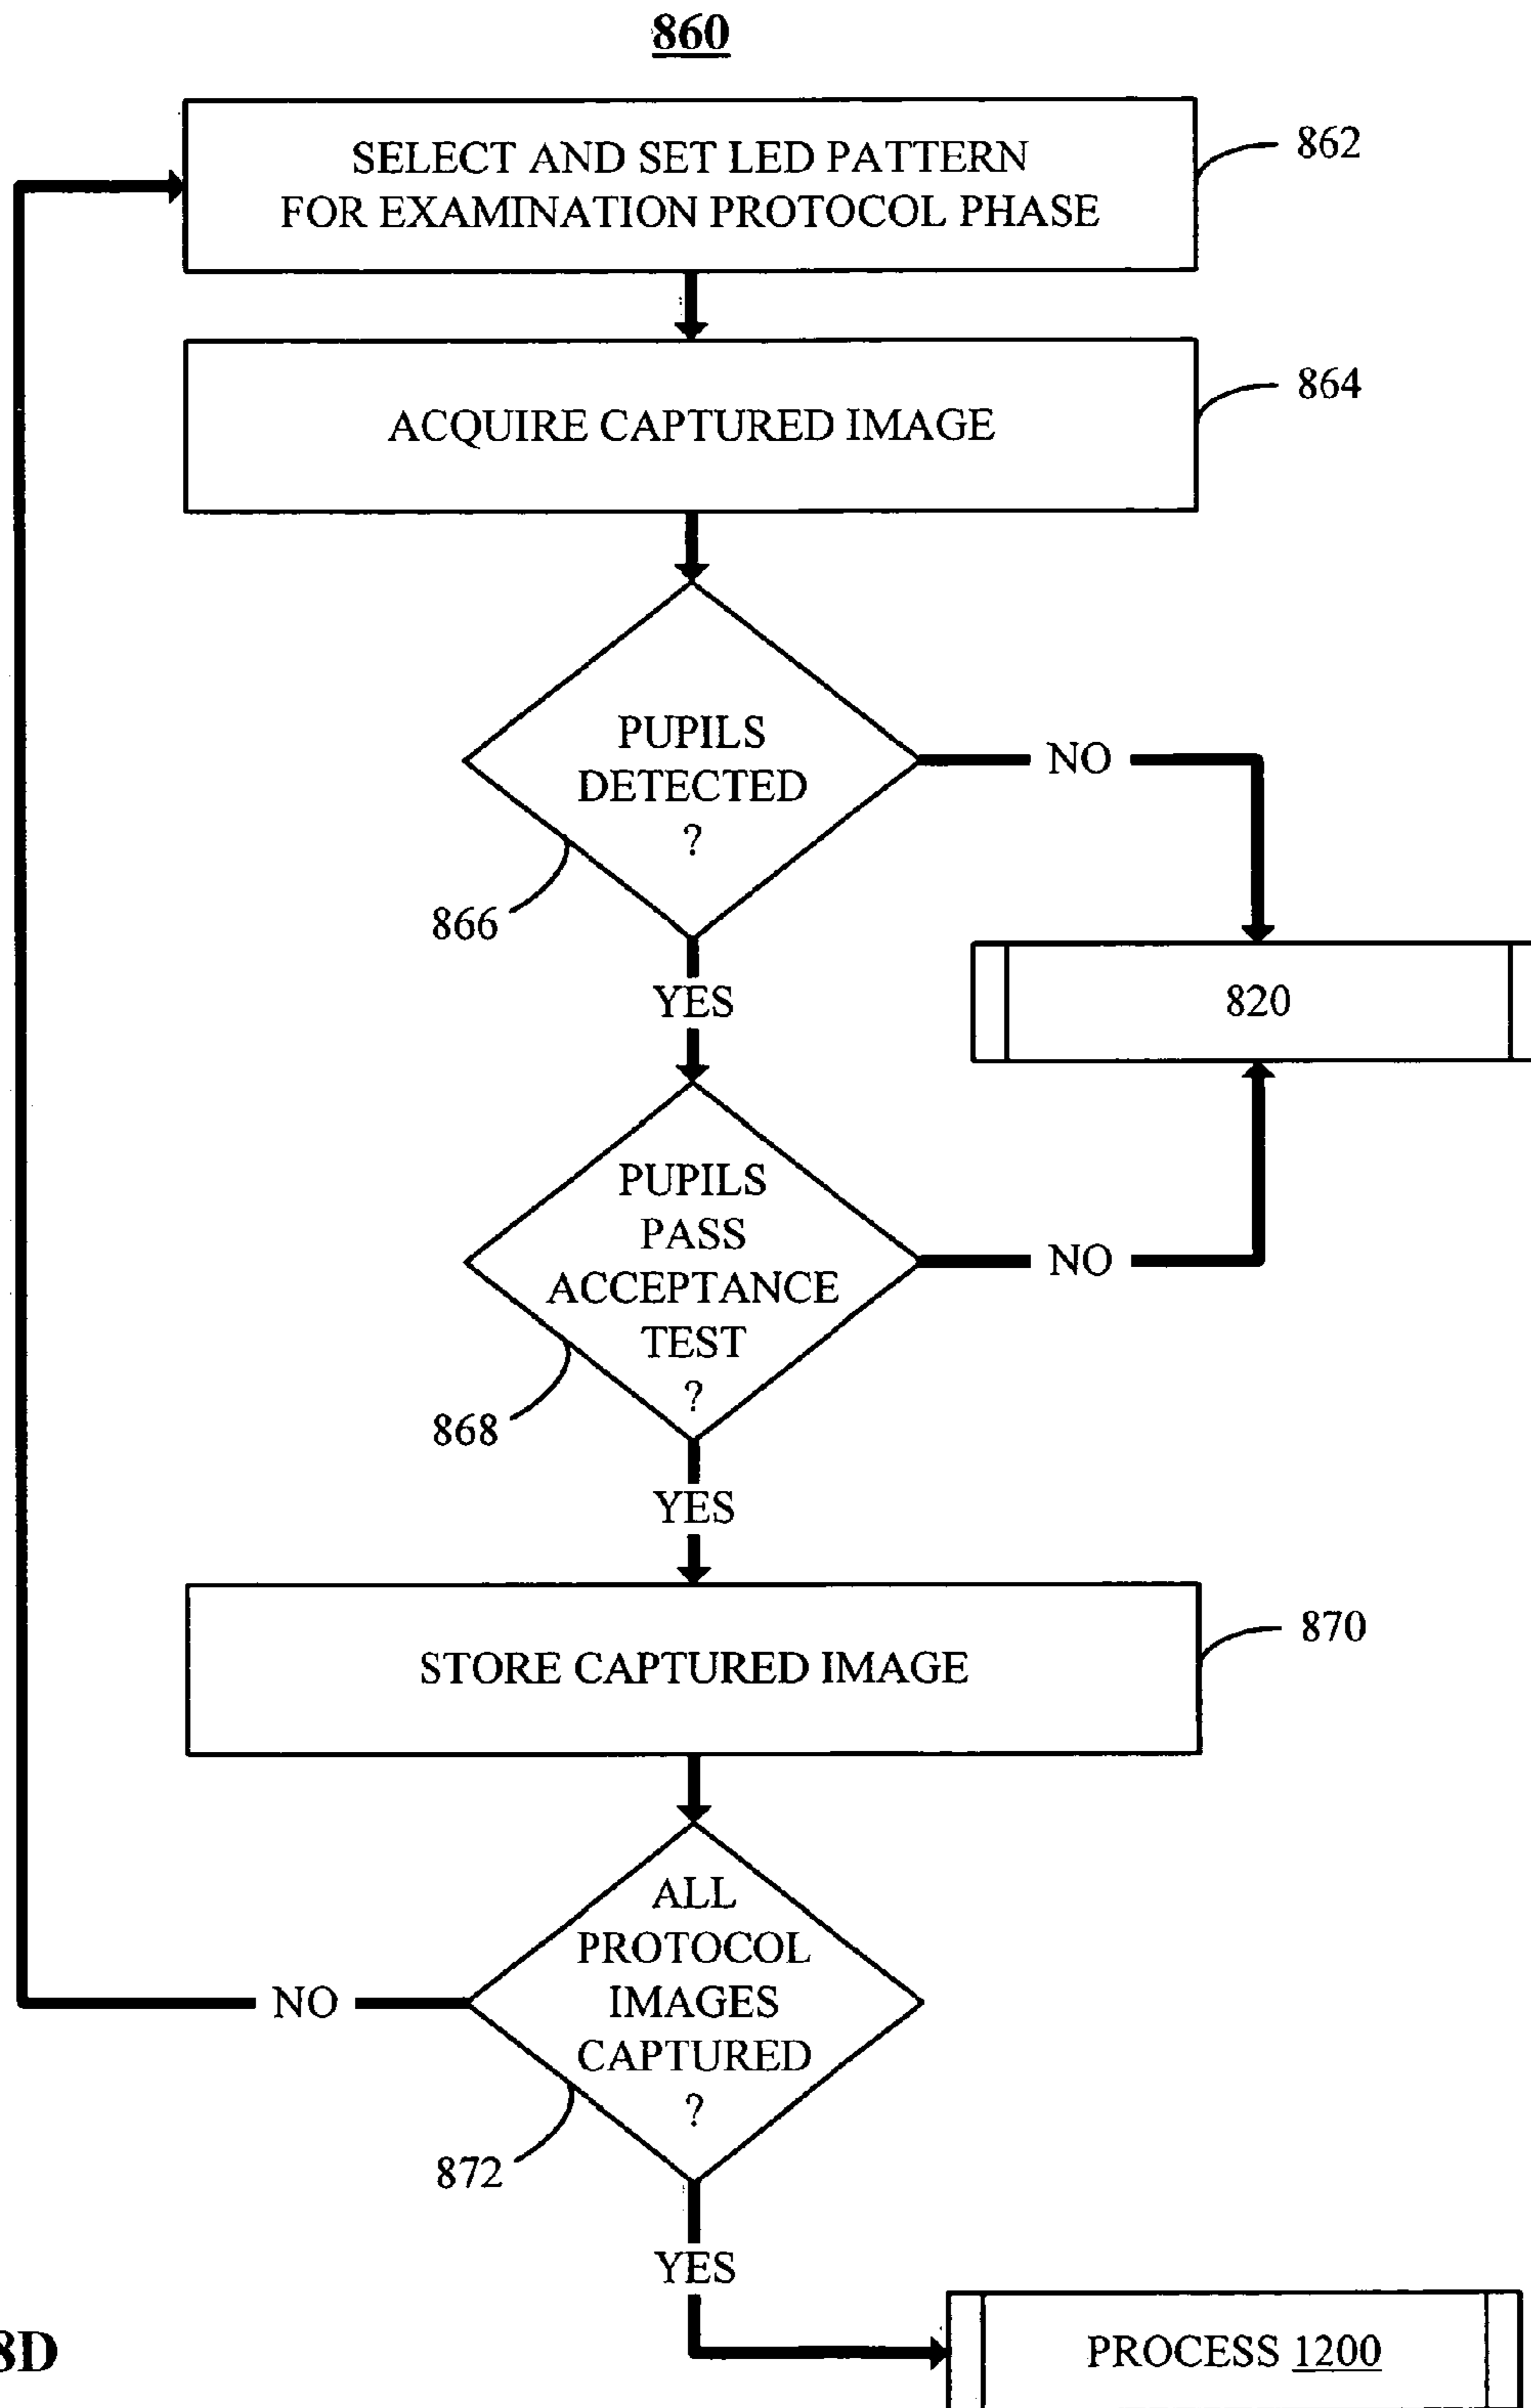 860
SELECT AND SET LED PATTERN
FOR EXAMINATION PROTOCOL PHASE
862
ACQUIRE CAPTURED IMAGE
864
PUPILS
DETECTED
?
NO
866
YES
820
PUPILS
PASS
ACCEPTANCE
TEST
?
NO
868
YES
STORE CAPTURED IMAGE
870
ALL
PROTOCOL
IMAGES
CAPTURED
?
NO
872
YES
8D
PROCESS 1200